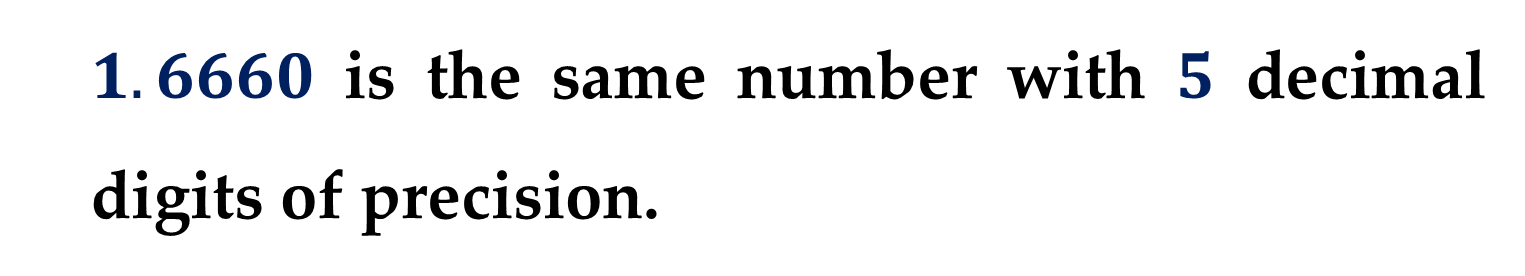 1.6660 is the same number with 5 decimal
digits of precision.